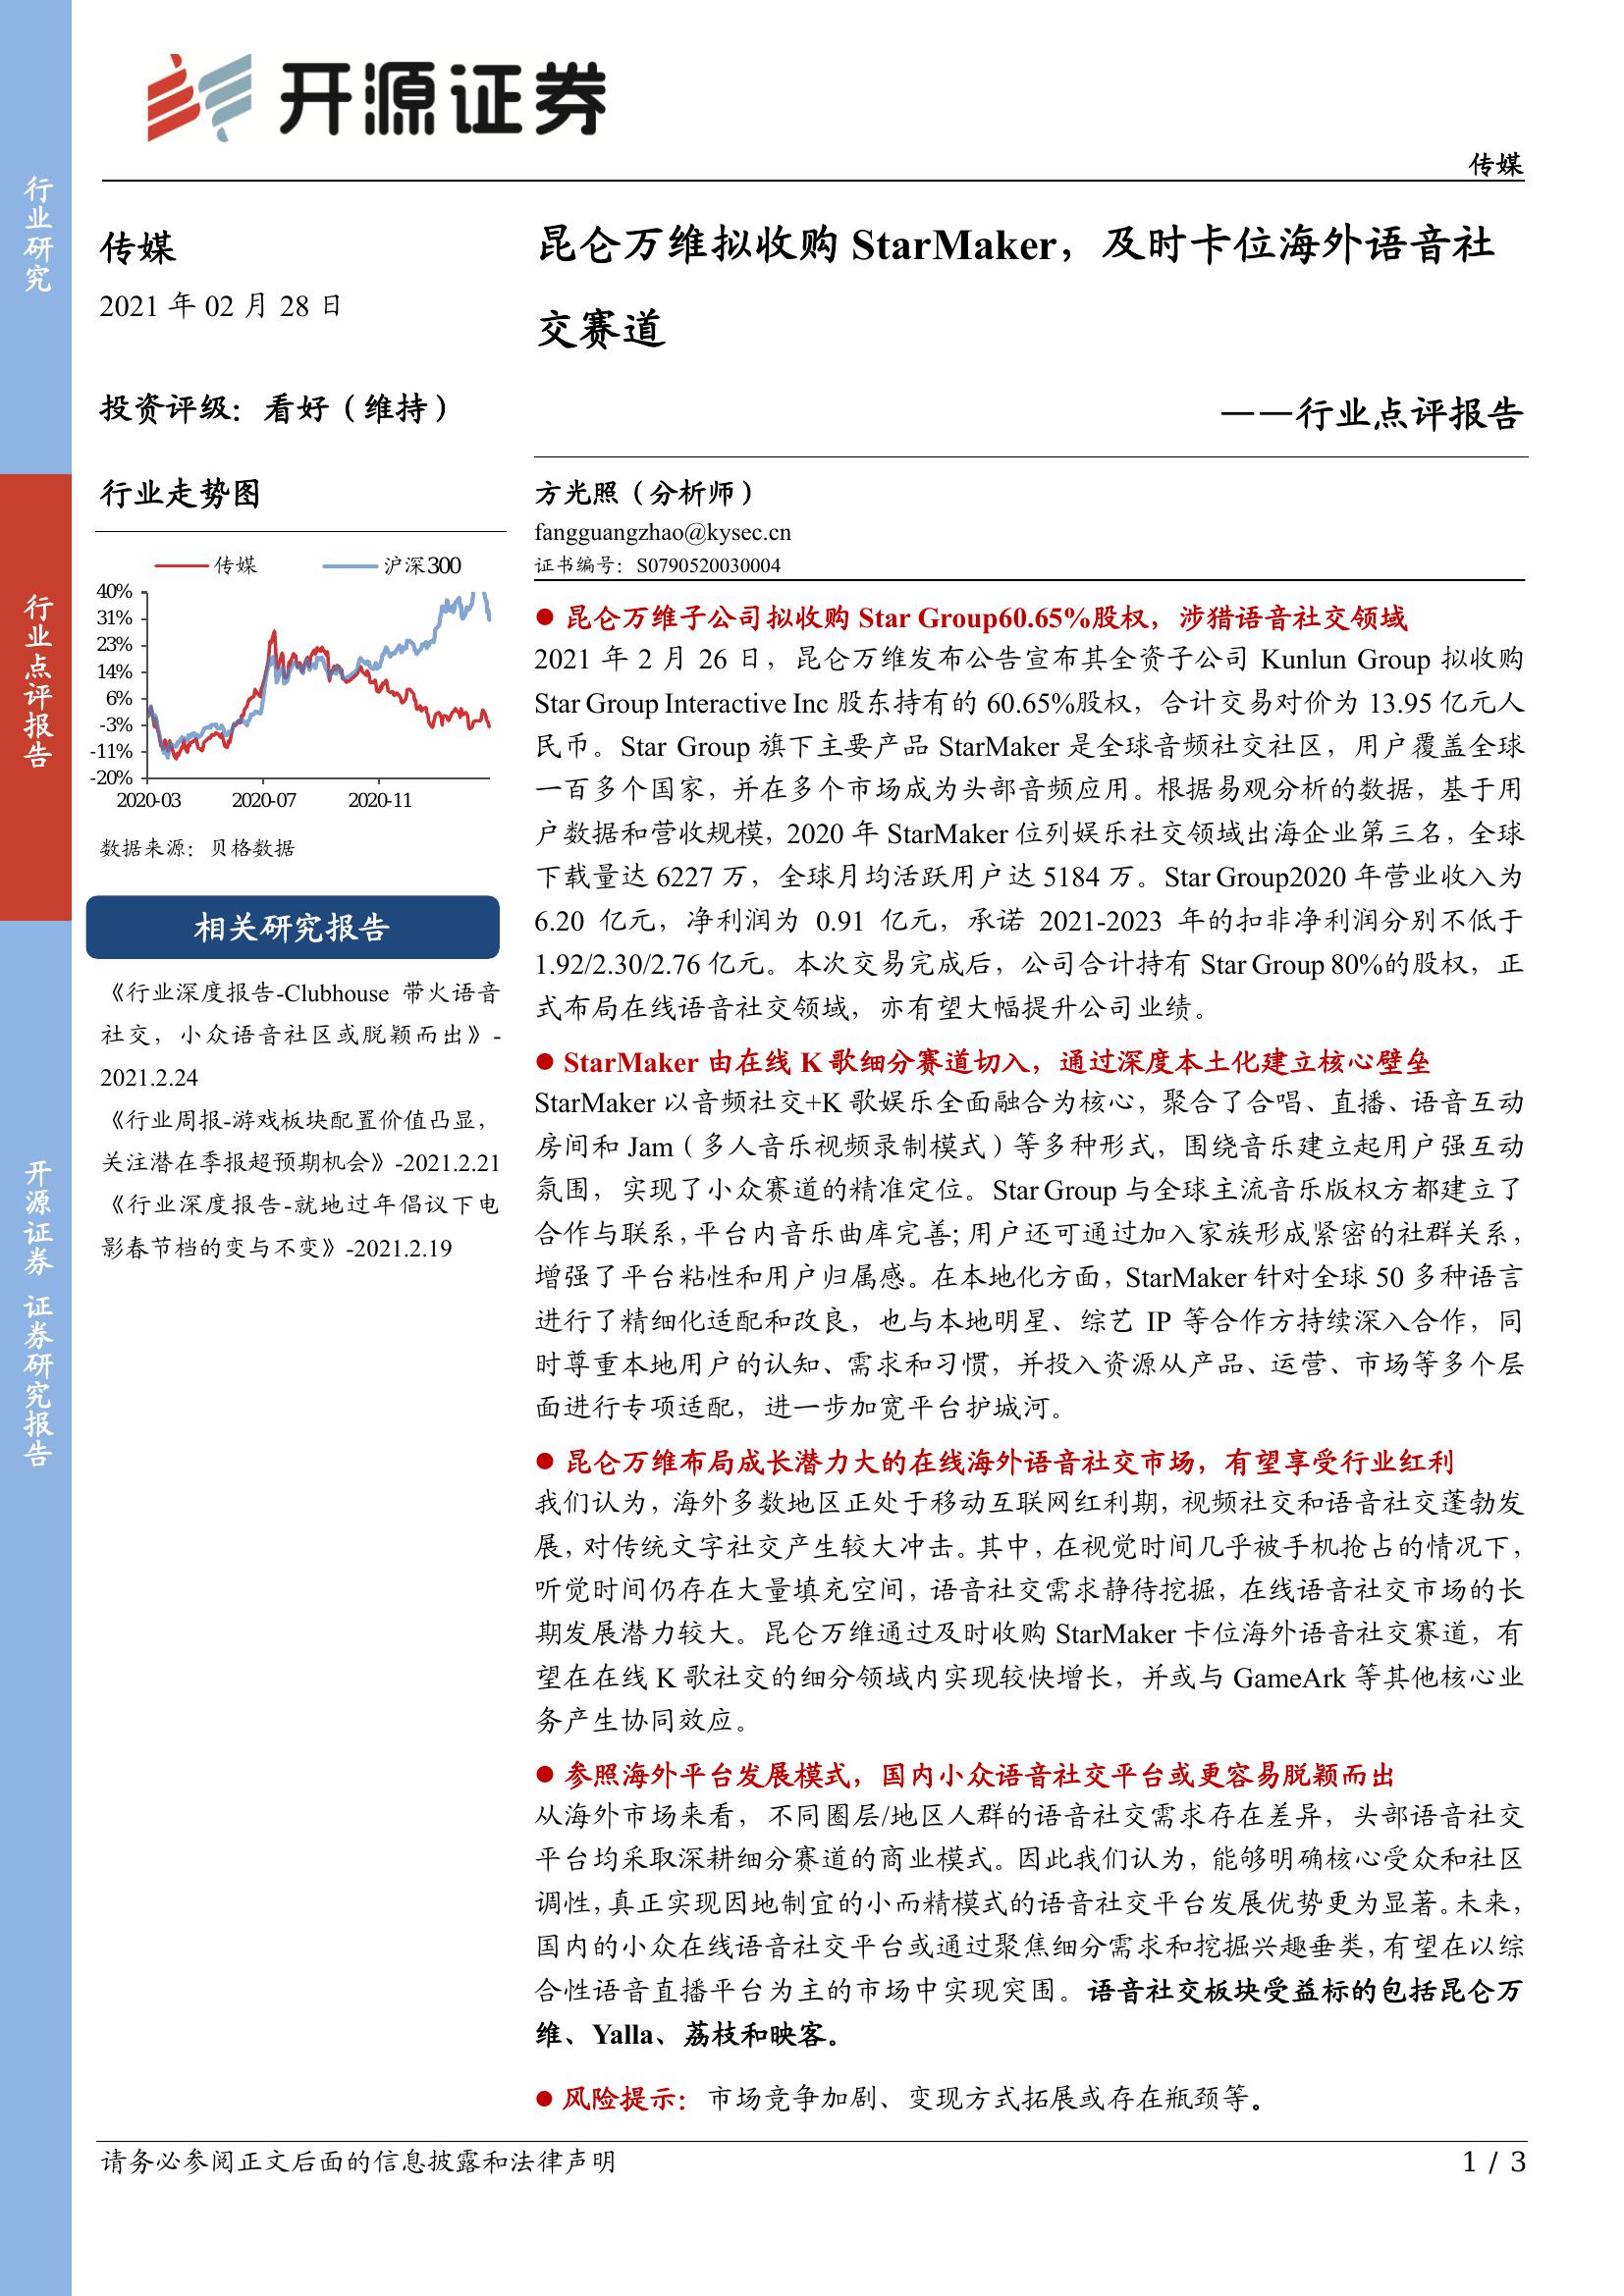 开源证券
传媒
行业研究
行业点评报告
开源证券 证券研究报告
传媒
2021 年 02 月 28 日
投资评级：看好（维持）
行业走势图
传媒 沪深300
40%
31%
23%
14%
6%
-3%
-11%
-20%
2020-03 2020-07 2020-11
数据来源：贝格数据
相关研究报告
《行业深度报告-Clubhouse 带火语音
社交，小众语音社区或脱颖而出》-
2021.2.24
《行业周报-游戏板块配置价值凸显，
关注潜在季报超预期机会》-2021.2.21
《行业深度报告-就地过年倡议下电
影春节档的变与不变》-2021.2.19
昆仑万维拟收购 StarMaker，及时卡位海外语音社
交赛道
——行业点评报告
方光照（分析师）
fangguangzhao@kysec.cn
证书编号：S0790520030004
● 昆仑万维子公司拟收购 Star Group60.65%股权，涉猎语音社交领域
2021 年 2 月 26 日，昆仑万维发布公告宣布其全资子公司 Kunlun Group 拟收购
Star Group Interactive Inc 股东持有的 60.65%股权，合计交易对价为 13.95 亿元人
民币。Star Group 旗下主要产品 StarMaker 是全球音频社交社区，用户覆盖全球
一百多个国家，并在多个市场成为头部音频应用。根据易观分析的数据，基于用
户数据和营收规模，2020 年 StarMaker 位列娱乐社交领域出海企业第三名，全球
下载量达 6227 万，全球月均活跃用户达 5184 万。Star Group2020 年营业收入为
6.20 亿元，净利润为 0.91 亿元，承诺 2021-2023 年的扣非净利润分别不低于
1.92/2.30/2.76 亿元。本次交易完成后，公司合计持有 Star Group 80%的股权，正
式布局在线语音社交领域，亦有望大幅提升公司业绩。
● StarMaker 由在线 K 歌细分赛道切入，通过深度本土化建立核心壁垒
StarMaker 以音频社交+K 歌娱乐全面融合为核心，聚合了合唱、直播、语音互动
房间和 Jam（多人音乐视频录制模式）等多种形式，围绕音乐建立起用户强互动
氛围，实现了小众赛道的精准定位。Star Group 与全球主流音乐版权方都建立了
合作与联系，平台内音乐曲库完善；用户还可通过加入家族形成紧密的社群关系，
增强了平台粘性和用户归属感。在本地化方面，StarMaker 针对全球 50 多种语言
进行了精细化适配和改良，也与本地明星、综艺 IP 等合作方持续深入合作，同
时尊重本地用户的认知、需求和习惯，并投入资源从产品、运营、市场等多个层
面进行专项适配，进一步加宽平台护城河。
● 昆仑万维布局成长潜力大的在线海外语音社交市场，有望享受行业红利
我们认为，海外多数地区正处于移动互联网红利期，视频社交和语音社交蓬勃发
展，对传统文字社交产生较大冲击。其中，在视觉时间几乎被手机抢占的情况下，
听觉时间仍存在大量填充空间，语音社交需求静待挖掘，在线语音社交市场的长
期发展潜力较大。昆仑万维通过及时收购 StarMaker 卡位海外语音社交赛道，有
望在在线 K 歌社交的细分领域内实现较快增长，并或与 GameArk 等其他核心业
务产生协同效应。
● 参照海外平台发展模式，国内小众语音社交平台或更容易脱颖而出
从海外市场来看，不同圈层/地区人群的语音社交需求存在差异，头部语音社交
平台均采取深耕细分赛道的商业模式。因此我们认为，能够明确核心受众和社区
调性，真正实现因地制宜的小而精模式的语音社交平台发展优势更为显著。未来，
国内的小众在线语音社交平台或通过聚焦细分需求和挖掘兴趣垂类，有望在以综
合性语音直播平台为主的市场中实现突围。语音社交板块受益标的包括昆仑万
维、Yalla、荔枝和映客。
● 风险提示：市场竞争加剧、变现方式拓展或存在瓶颈等。
请务必参阅正文后面的信息披露和法律声明
1 / 3